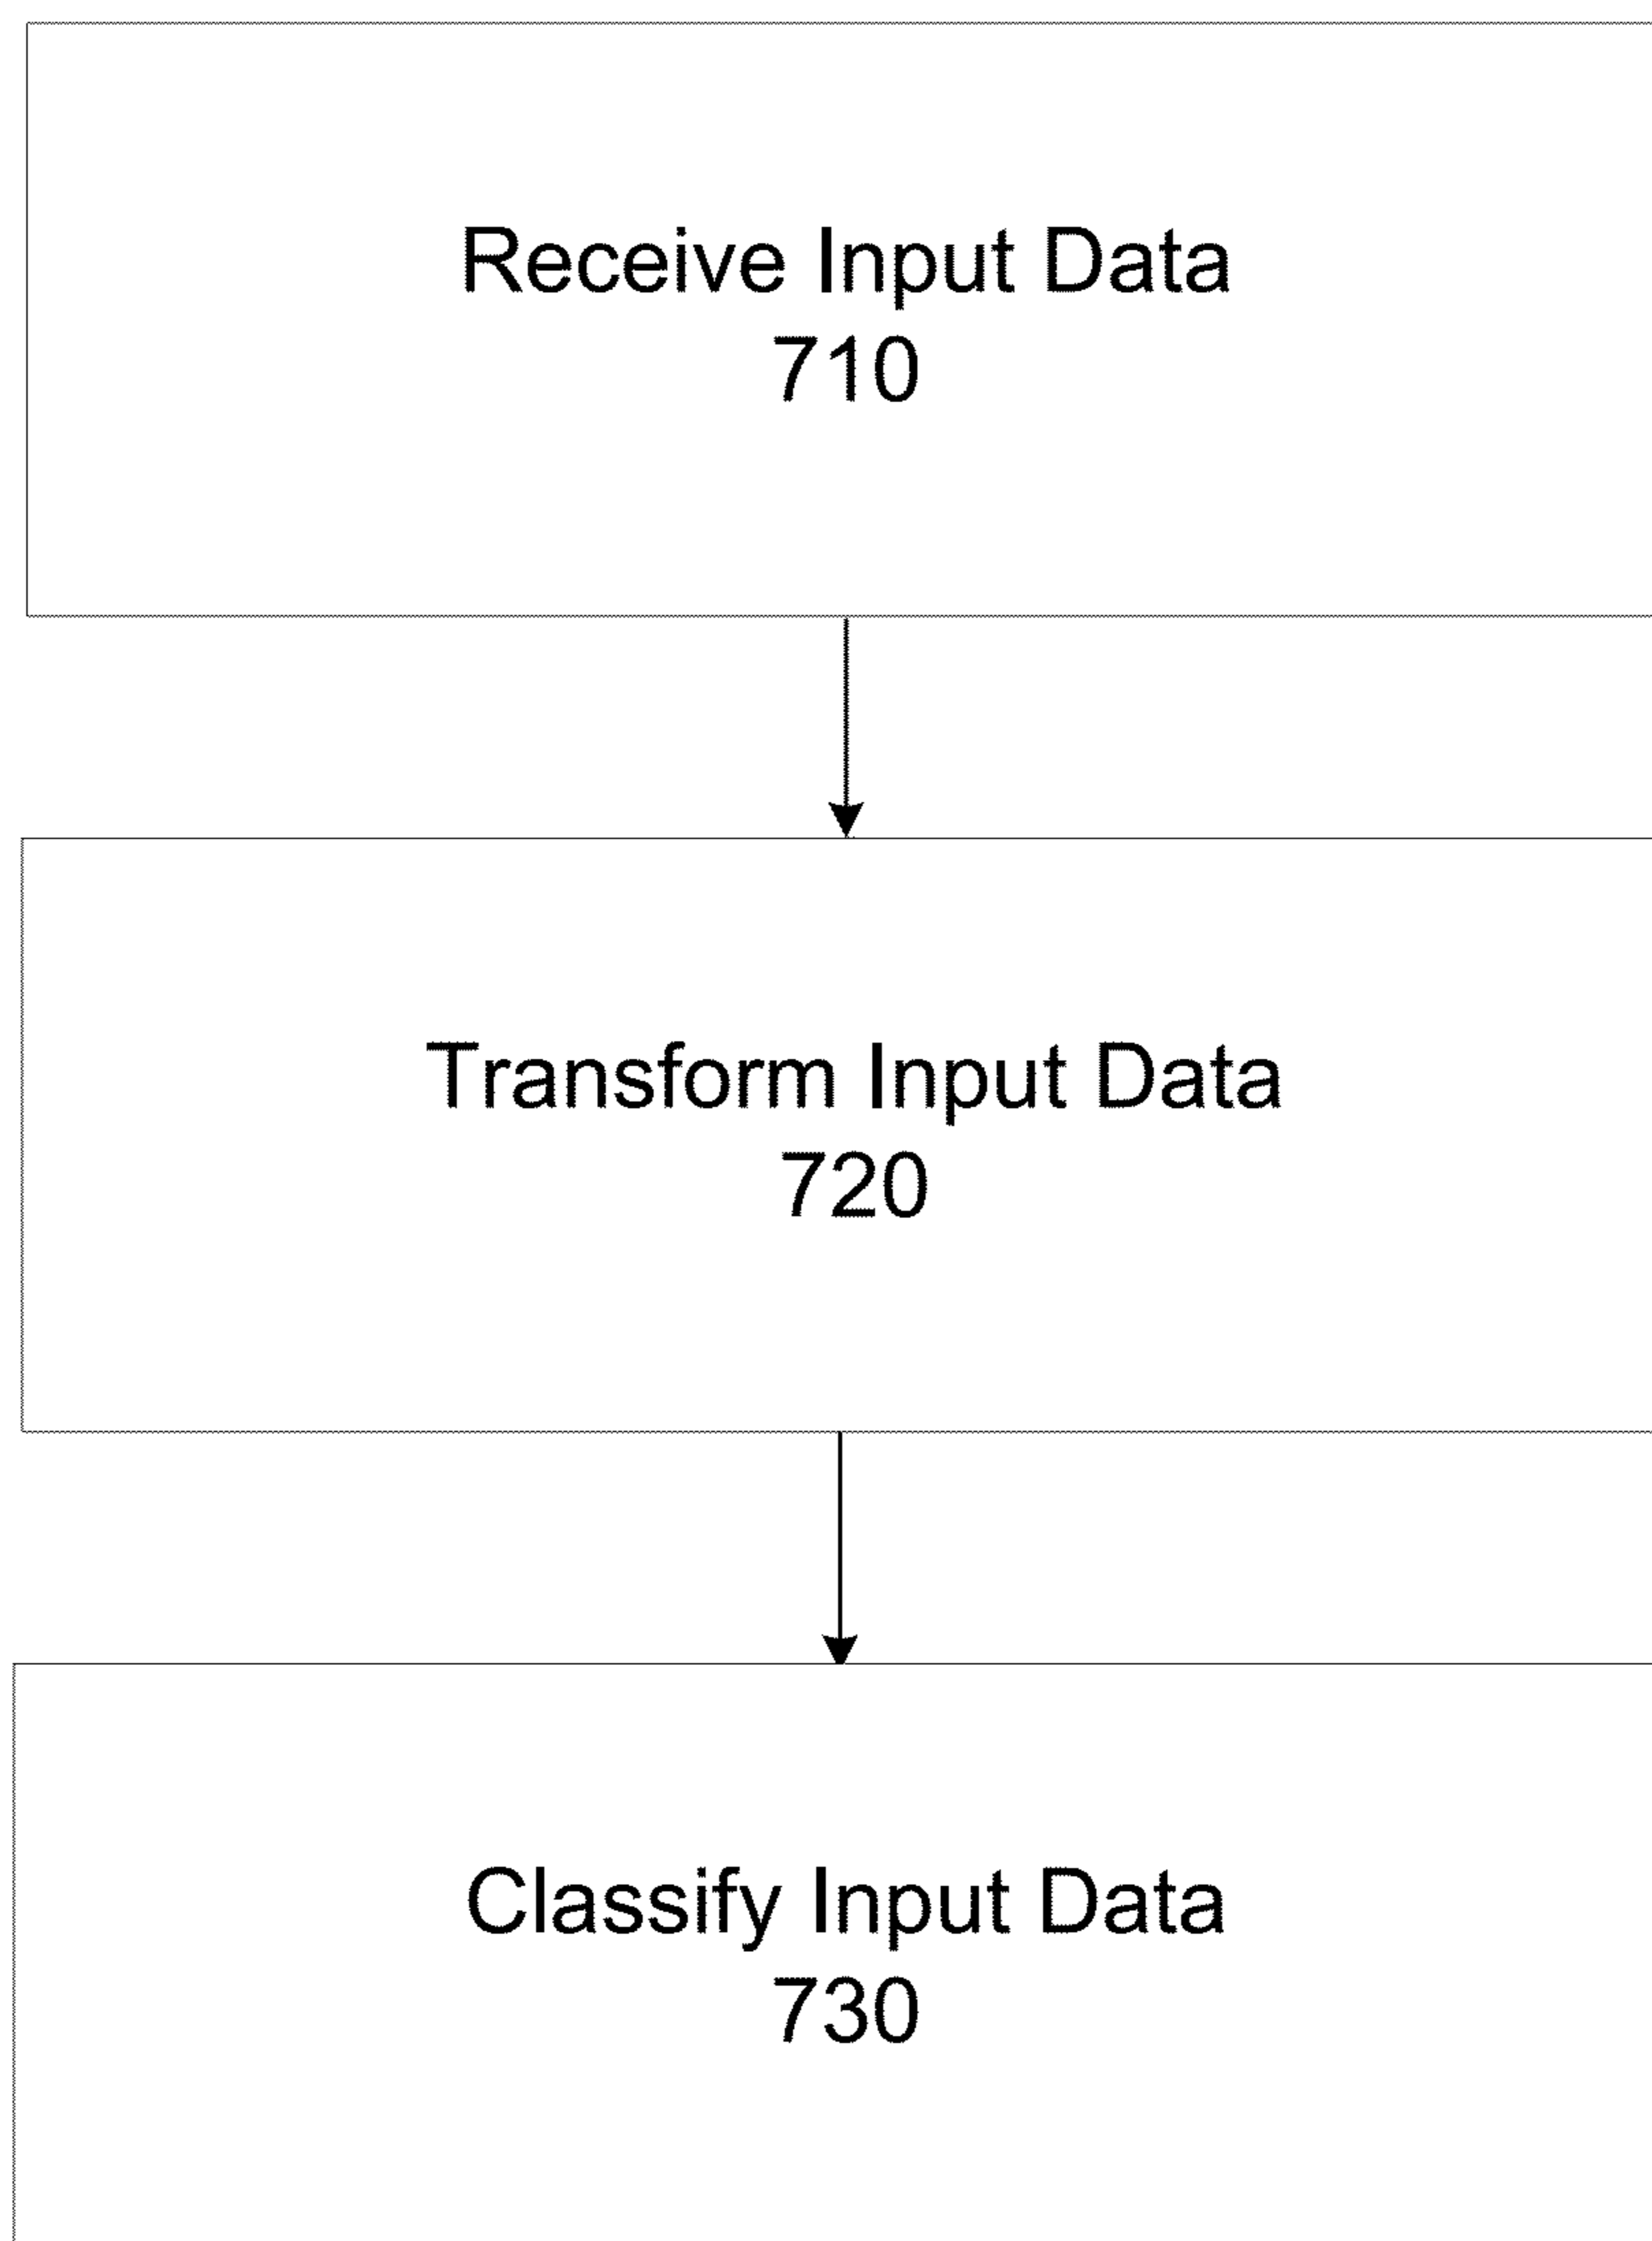 Receive Input Data
710
Transform Input Data
720
Classify Input Data
730